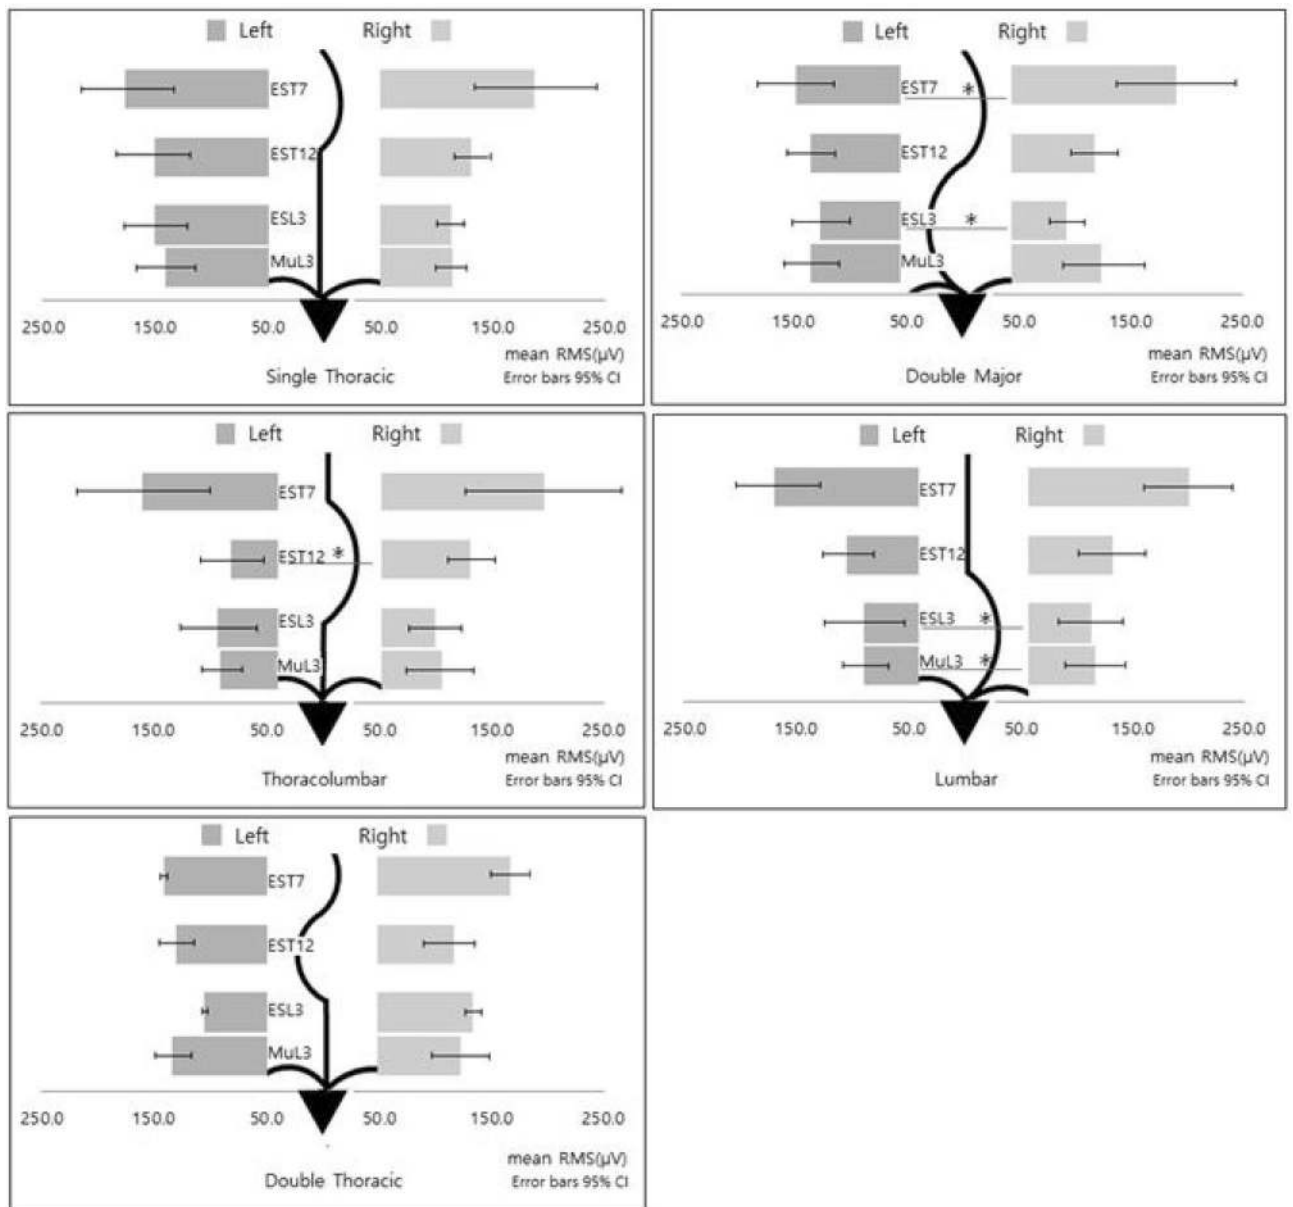 Left Right
EST7
EST12
ESL3
MuL3
250.0 150.0 50.0 50.0 150.0 250.0
mean RMS(μV)
Single Thoracic Error bars 95% CI
Left Right
EST7 *
EST12
ESL3 *
MuL3
250.0 150.0 50.0 50.0 150.0 250.0
mean RMS(μV)
Double Major Error bars 95% CI
Left Right
EST7
EST12 *
ESL3
MuL3
250.0 150.0 50.0 50.0 150.0 250.0
mean RMS(μV)
Thoracolumbar Error bars 95% CI
Left Right
EST7
EST12
ESL3 *
MuL3 *
250.0 150.0 50.0 50.0 150.0 250.0
mean RMS(μV)
Lumbar Error bars 95% CI
Left Right
EST7
EST12
ESL3
MuL3
250.0 150.0 50.0 50.0 150.0 250.0
mean RMS(μV)
Double Thoracic Error bars 95% CI